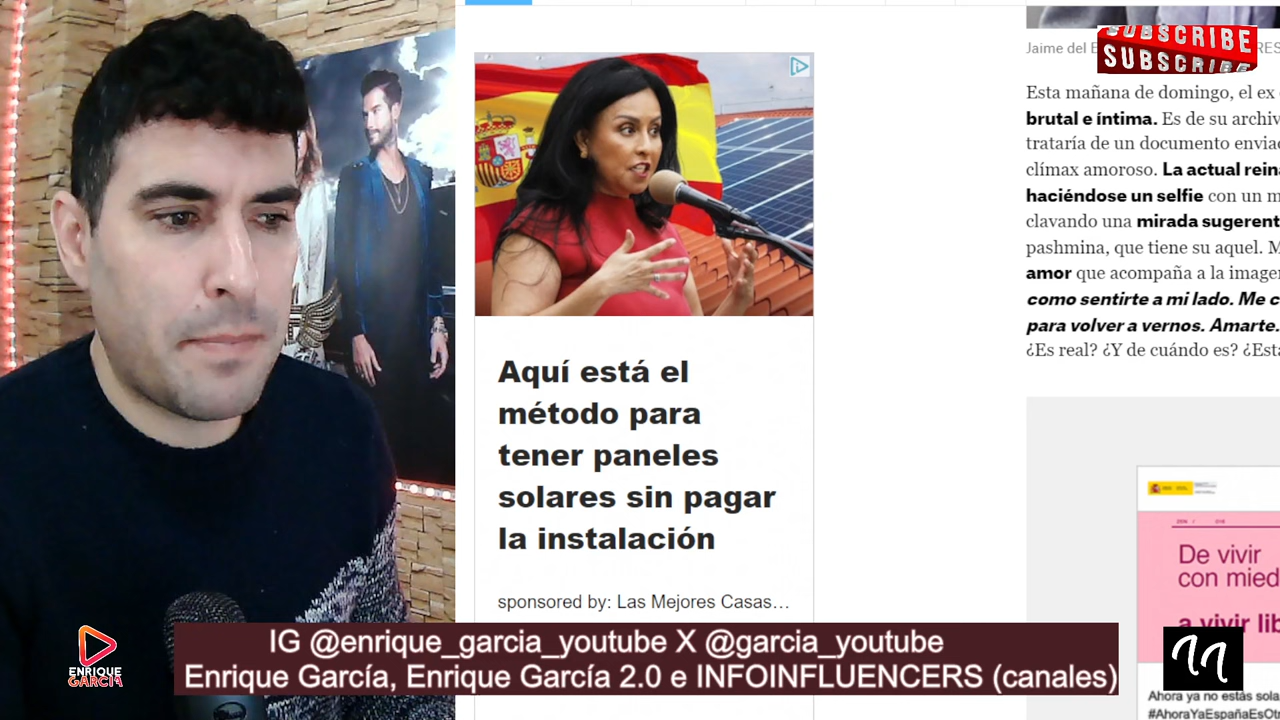 SUBSCRIBE
SUBSCRIBE
Jaime del
Esta mañana de domingo, el ex
brutal e íntima. Es de su archiv
trataría de un documento enviad
clímax amoroso. La actual reina
haciéndose un selfie con un m
clavando una mirada sugerent
pashmina, que tiene su aquel. M
amor que acompaña a la imagen
como sentirte a mi lado. Me c
para volver a vernos. Amarte.
¿Es real? ¿Y de cuándo es? ¿Esta
Aquí está el
método para
tener paneles
solares sin pagar
la instalación
sponsored by: Las Mejores Casas…
De vivir
con mied
a vivir lib
Ahora ya no estás sola
#AhoraYaEspañaEsOt
IG @enrique_garcia_youtube X @garcia_youtube
Enrique García, Enrique García 2.0 e INFOINFLUENCERS (canales)
ENRIQUE
GARCÍA